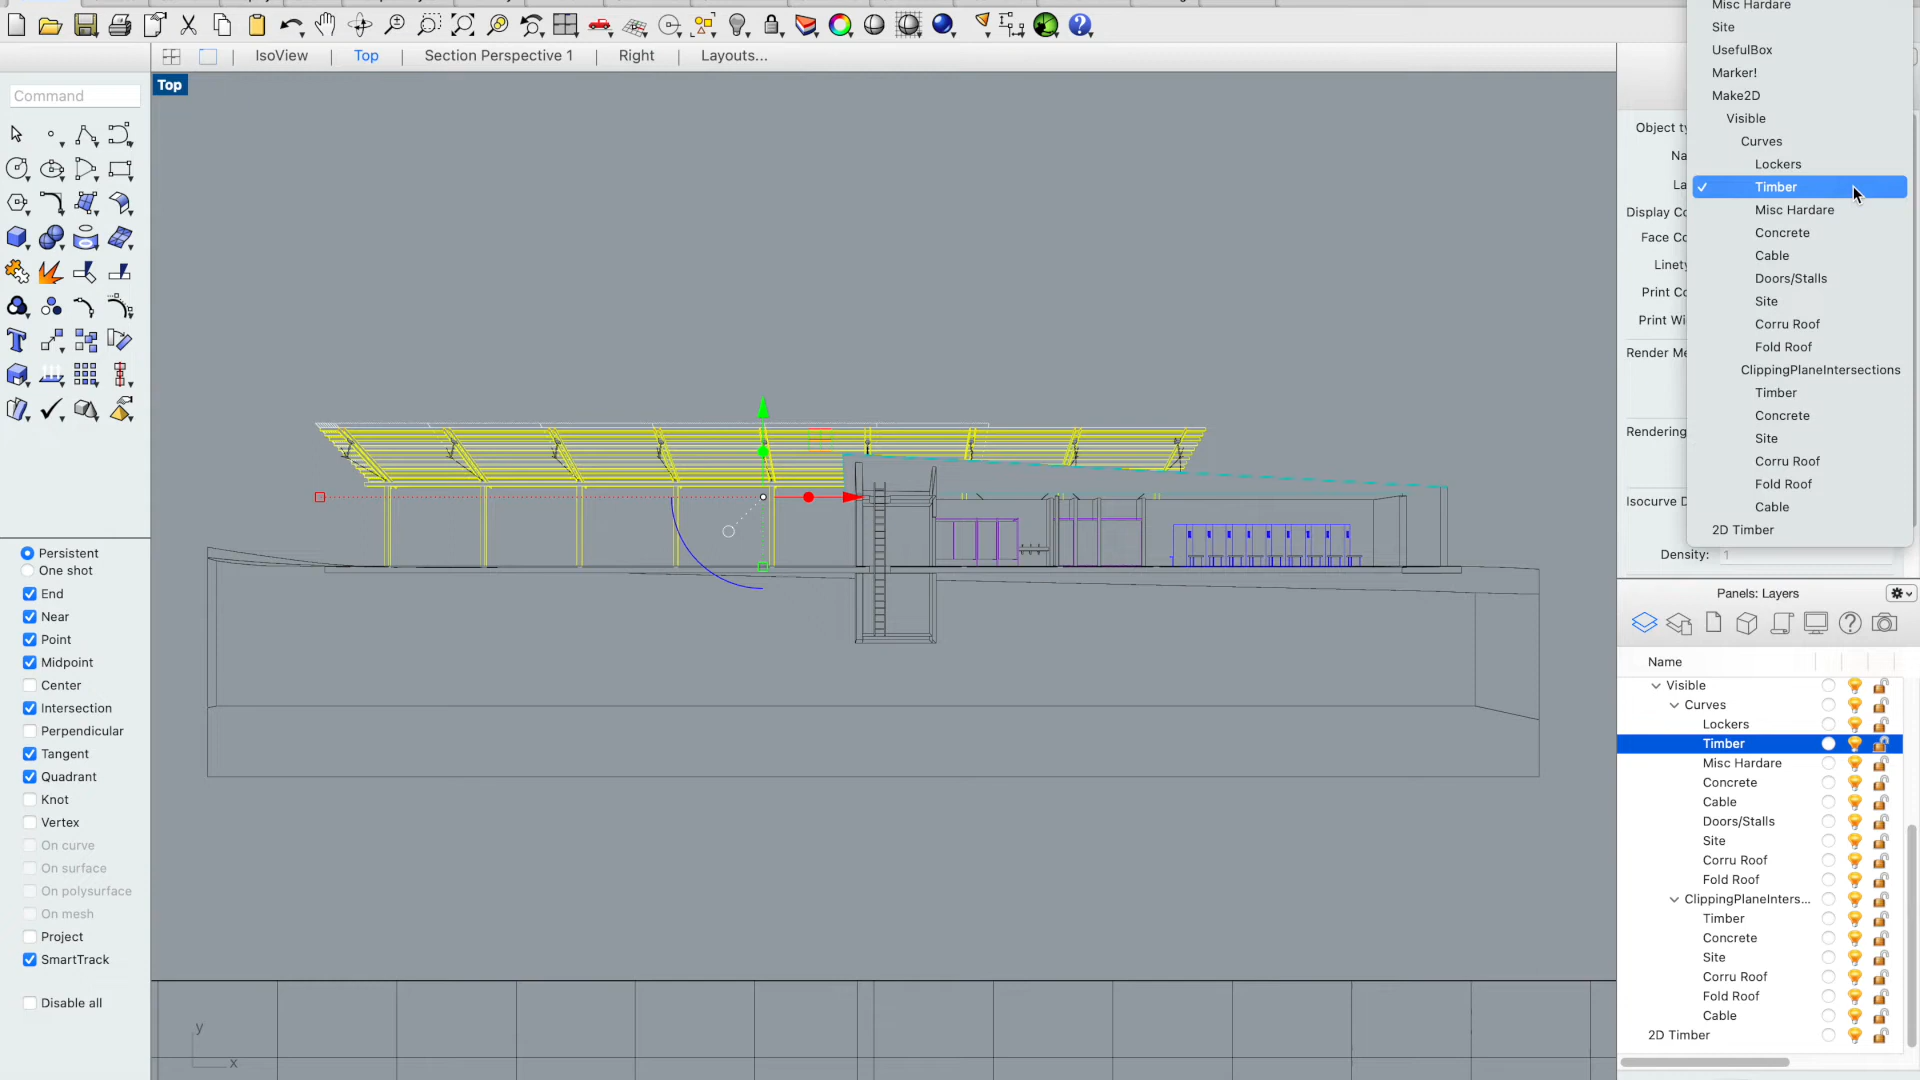 IsoView
Top
Section Perspective 1
Right
Layouts...
Top
Command
Persistent
One shot
End
Near
Point
Midpoint
Center
Intersection
Perpendicular
Tangent
Quadrant
Knot
Vertex
On curve
On surface
On polysurface
On mesh
Project
SmartTrack
Disable all
y
x
Misc Hardware
Site
UsefulBox
Marker!
Make2D
Visible
Curves
Lockers
Timber
Misc Hardare
Concrete
Cable
Doors/Stalls
Site
Corru Roof
Fold Roof
ClippingPlaneIntersections
Timber
Concrete
Site
Corru Roof
Fold Roof
Cable
2D Timber
Object ty
Na
La
Display Co
Face Co
Linety
Print Co
Print Wi
Render Me
Rendering
Isocurve D
Density: 1
Panels: Layers
Name
Visible
Curves
Lockers
Timber
Misc Hardare
Concrete
Cable
Doors/Stalls
Site
Corru Roof
Fold Roof
ClippingPlaneInters...
Timber
Concrete
Site
Corru Roof
Fold Roof
Cable
2D Timber